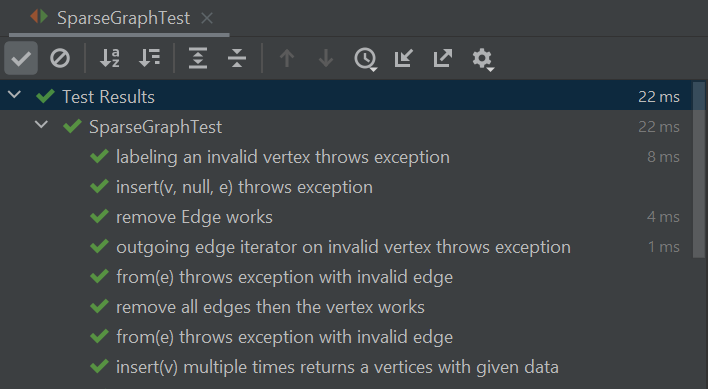 SparseGraphTest
Test Results 22 ms
SparseGraphTest 22 ms
labeling an invalid vertex throws exception 8 ms
insert(v, null, e) throws exception
remove Edge works 4 ms
outgoing edge iterator on invalid vertex throws exception 1 ms
from(e) throws exception with invalid edge
remove all edges then the vertex works
from(e) throws exception with invalid edge
insert(v) multiple times returns a vertices with given data